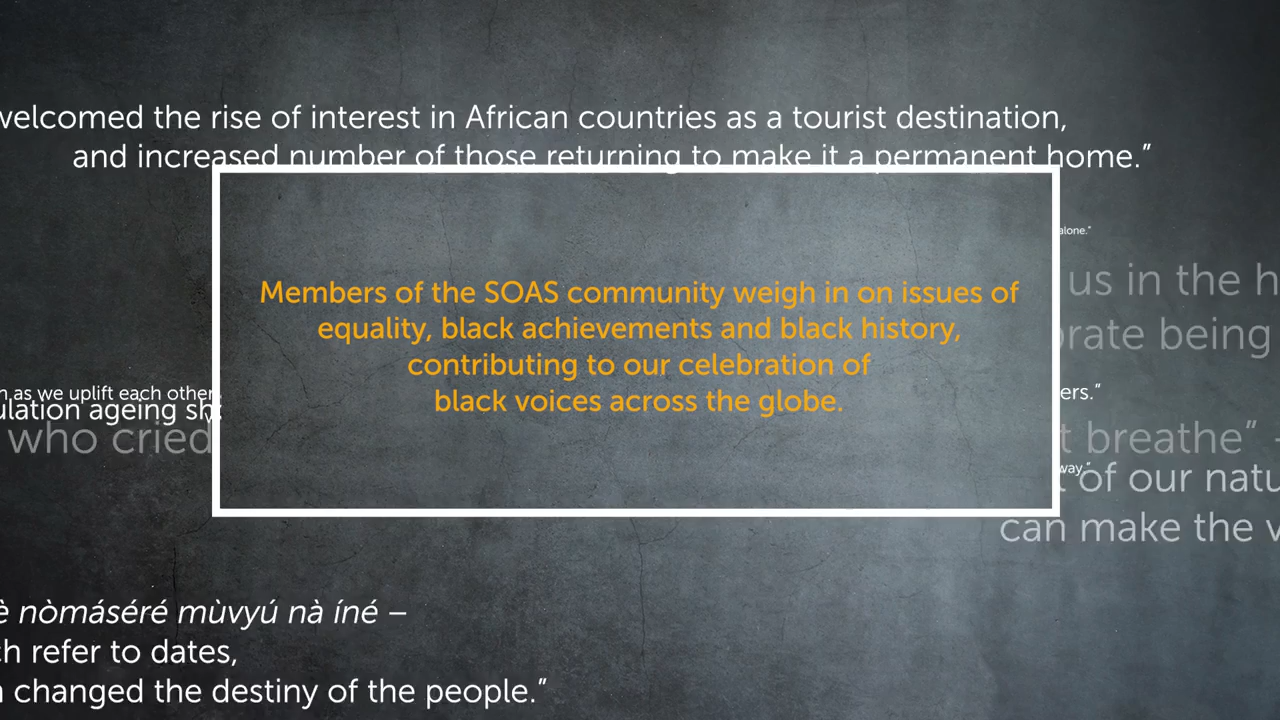 welcomed the rise of interest in African countries as a tourist destination,
and increased number of those returning to make it a permanent home.”
alone.”
us in the h
brate being
Members of the SOAS community weigh in on issues of
equality, black achievements and black history,
contributing to our celebration of
black voices across the globe.
as we uplift each other
ulation ageing sh
who cried
ers.”
t breathe” –
way.”
t of our natu
can make the v
è nòmáséré mùvyú nà íné –
ch refer to dates,
changed the destiny of the people.”